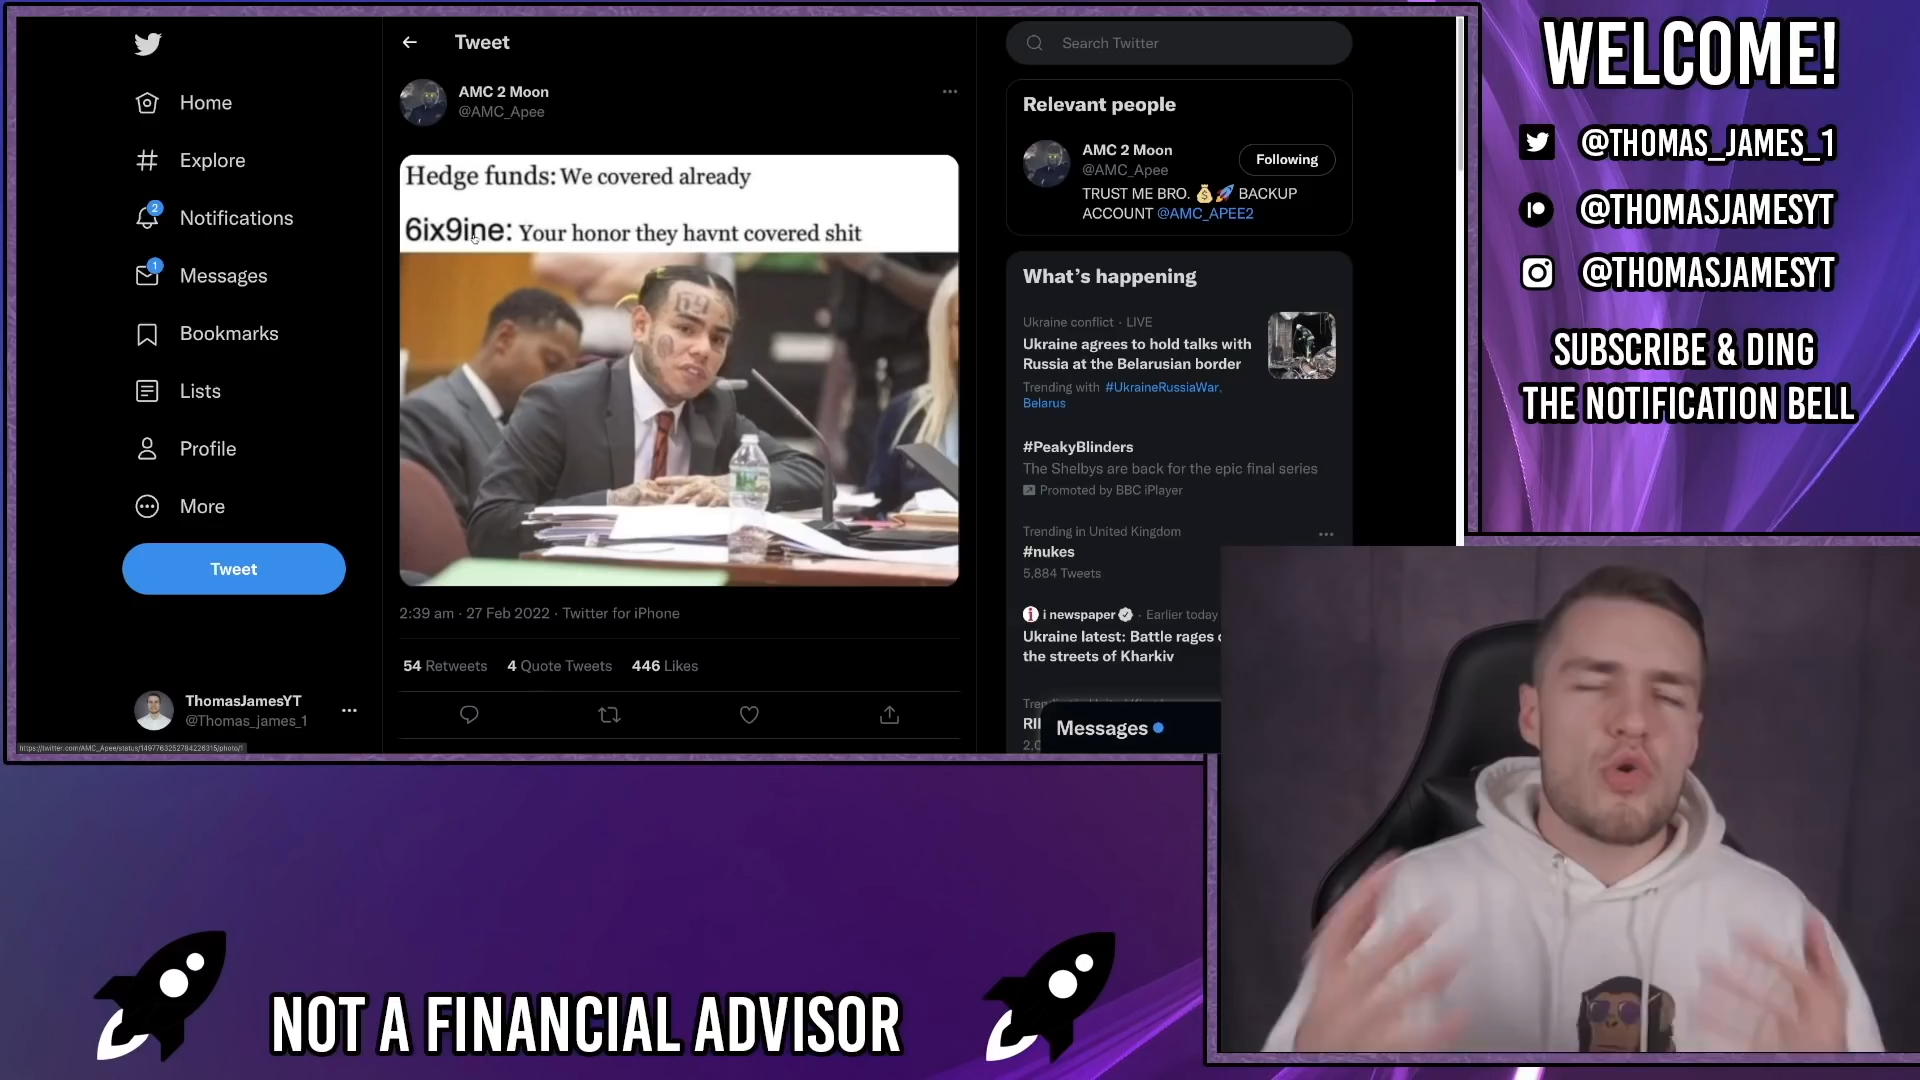 Home
Explore
2
Notifications
1
Messages
Bookmarks
Lists
Profile
More
Tweet
ThomasJamesYT
@Thomas_james_1
Tweet
AMC 2 Moon
@AMC_Apee
Hedge funds: We covered already
6ix9ine: Your honor they havnt covered shit
69
2:39 am · 27 Feb 2022 · Twitter for iPhone
54 Retweets 4 Quote Tweets 446 Likes
Search Twitter
Relevant people
AMC 2 Moon
@AMC_Apee
Following
TRUST ME BRO. 💰🚀 BACKUP
ACCOUNT @AMC_APEE2
What's happening
Ukraine conflict · LIVE
Ukraine agrees to hold talks with
Russia at the Belarusian border
Trending with #UkraineRussiaWar,
Belarus
#PeakyBlinders
The Shelbys are back for the epic final series
Promoted by BBC iPlayer
Trending in United Kingdom
#nukes
5,884 Tweets
i newspaper · Earlier today
Ukraine latest: Battle rages
the streets of Kharkiv
Messages
WELCOME!
@THOMAS_JAMES_1
@THOMASJAMESYT
@THOMASJAMESYT
SUBSCRIBE & DING
THE NOTIFICATION BELL
NOT A FINANCIAL ADVISOR